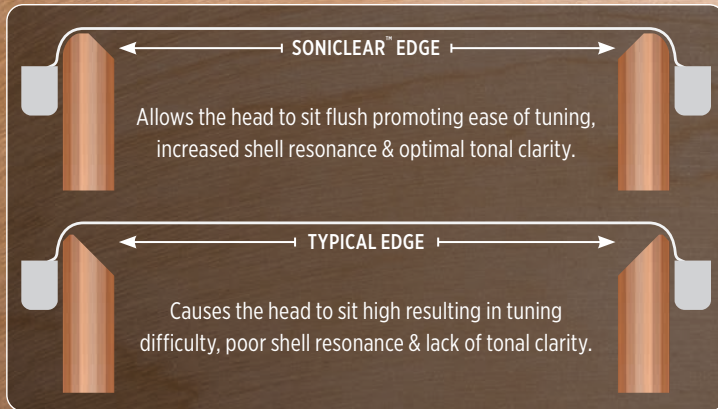 SONICLEAR™ EDGE
Allows the head to sit flush promoting ease of tuning,
increased shell resonance & optimal tonal clarity.
TYPICAL EDGE
Causes the head to sit high resulting in tuning
difficulty, poor shell resonance & lack of tonal clarity.